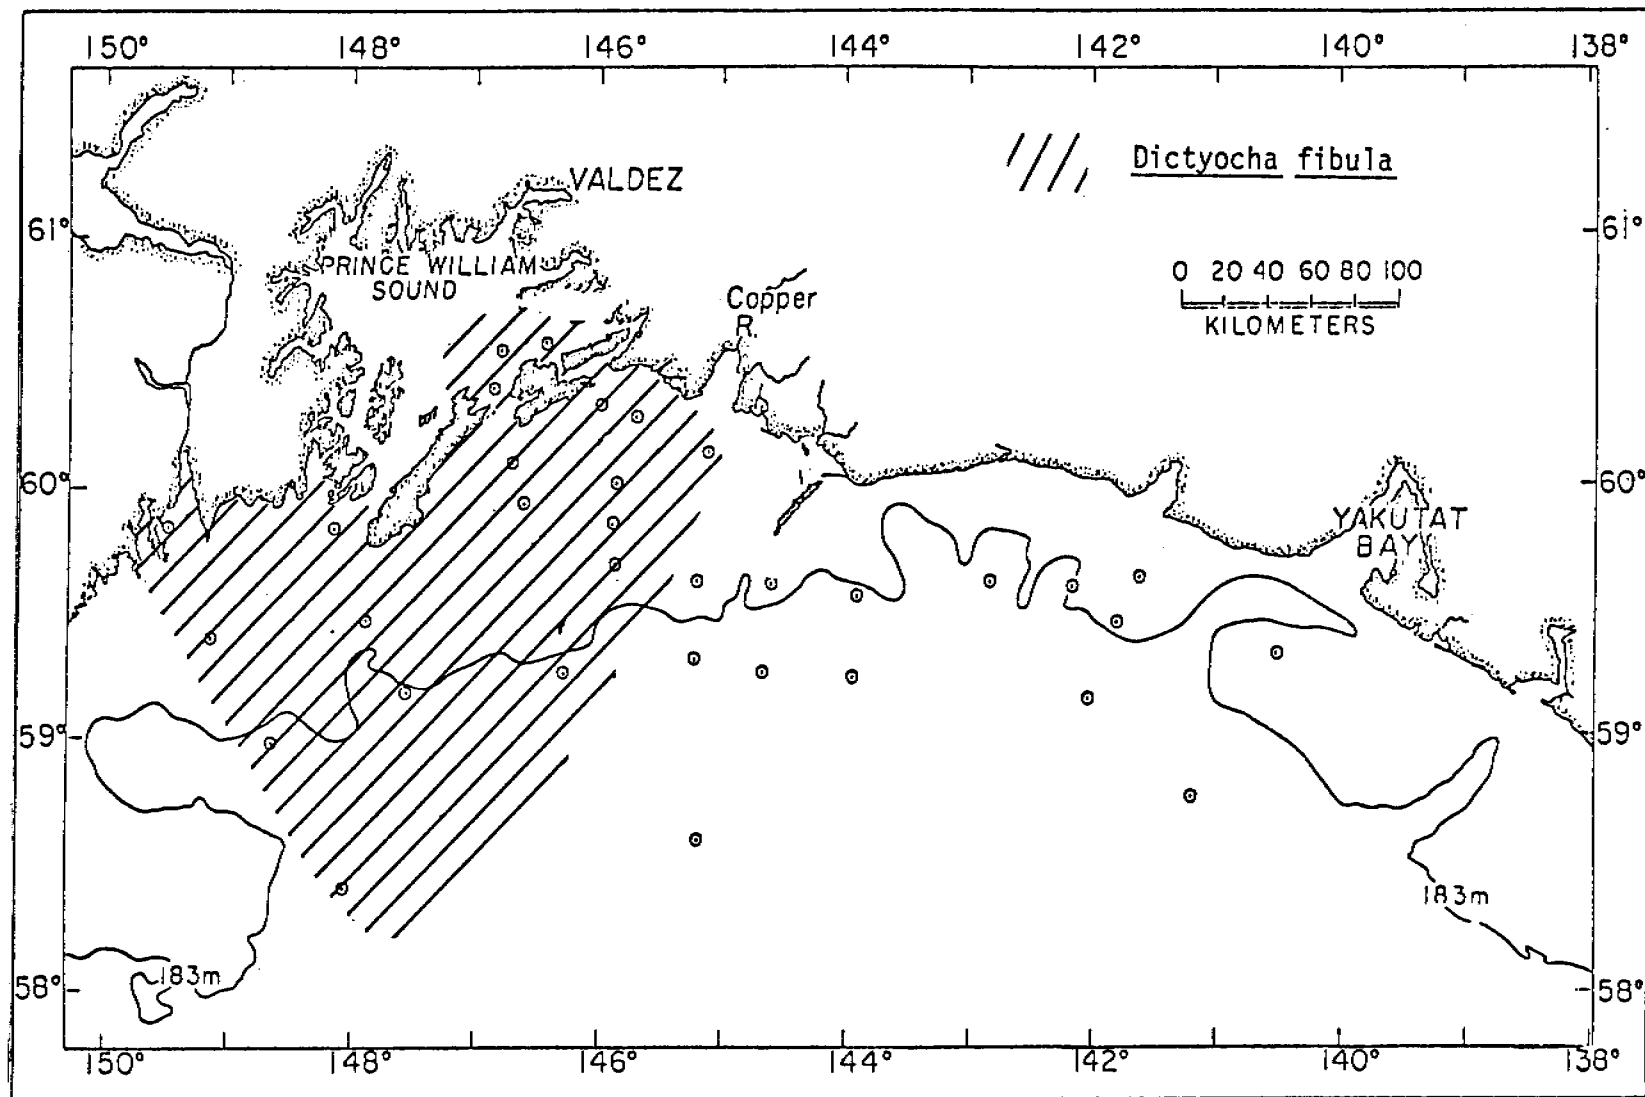 150° 148° 146° 144° 142° 140° 138°
Dictyocha fibula
VALDEZ
61° 61°
PRINCE WILLIAM
SOUND
0 20 40 60 80 100
KILOMETERS
Copper
R.
60° 60°
YAKUTAT
BAY
59° 59°
183m
183m
58° 58°
150° 148° 146° 144° 142° 140° 138°